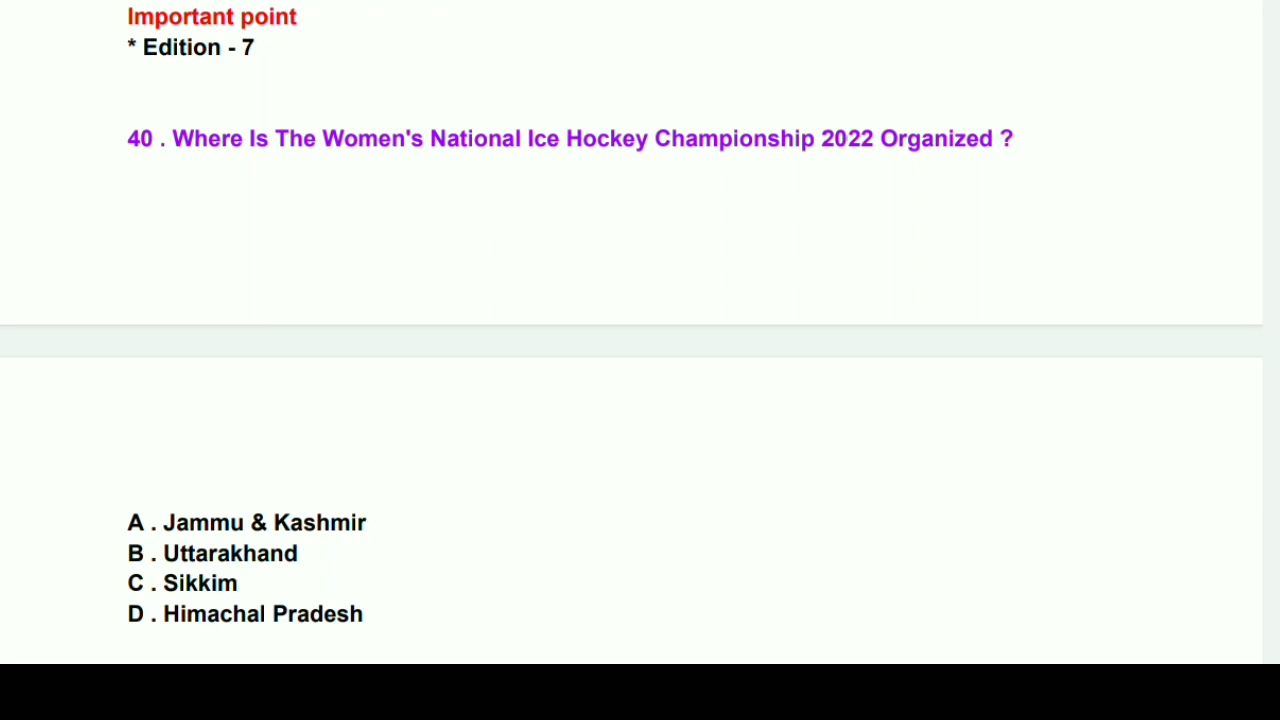 Important point
* Edition - 7
40 . Where Is The Women's National Ice Hockey Championship 2022 Organized ?
A . Jammu & Kashmir
B . Uttarakhand
C . Sikkim
D . Himachal Pradesh